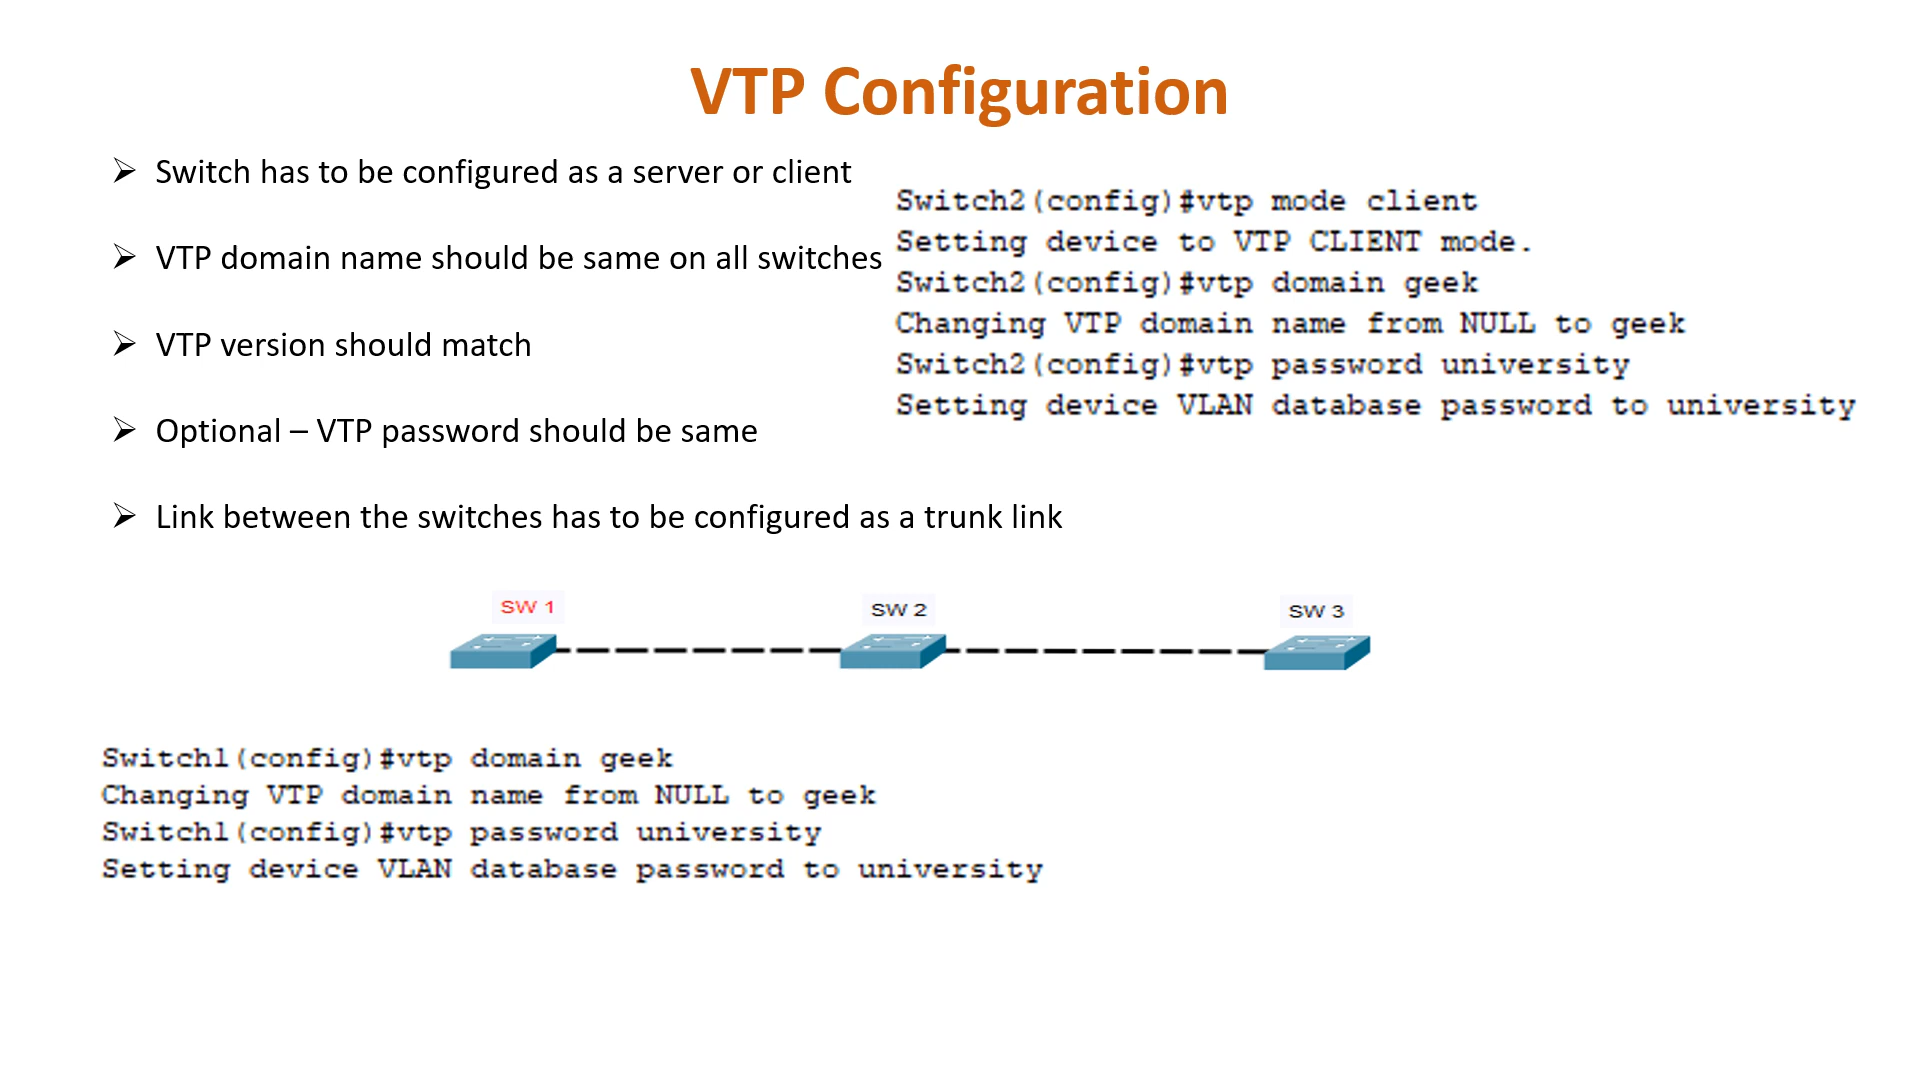 VTP Configuration
Switch has to be configured as a server or client
VTP domain name should be same on all switches
VTP version should match
Optional – VTP password should be same
Link between the switches has to be configured as a trunk link
Switch2(config)#vtp mode client
Setting device to VTP CLIENT mode.
Switch2(config)#vtp domain geek
Changing VTP domain name from NULL to geek
Switch2(config)#vtp password university
Setting device VLAN database password to university
SW 1
SW 2
SW 3
Switch1(config)#vtp domain geek
Changing VTP domain name from NULL to geek
Switch1(config)#vtp password university
Setting device VLAN database password to university